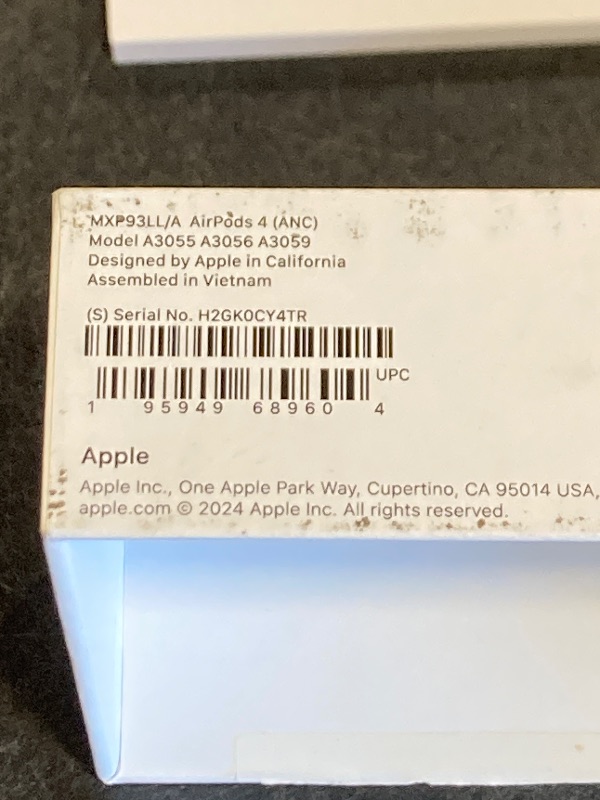 MXP93LL/A AirPods 4 (ANC)
Model A3055 A3056 A3059
Designed by Apple in California
Assembled in Vietnam
(S) Serial No. H2GK0CY4TR
UPC
1 95949 68960 4
Apple
Apple Inc., One Apple Park Way, Cupertino, CA 95014 USA,
apple.com © 2024 Apple Inc. All rights reserved.